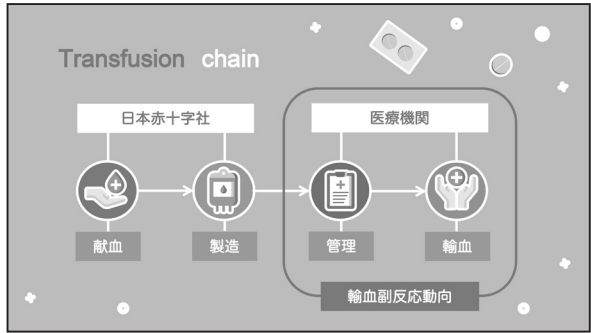 Transfusion chain
日本赤十字社
医療機関
献血
製造
管理
輸血
輸血副反応動向